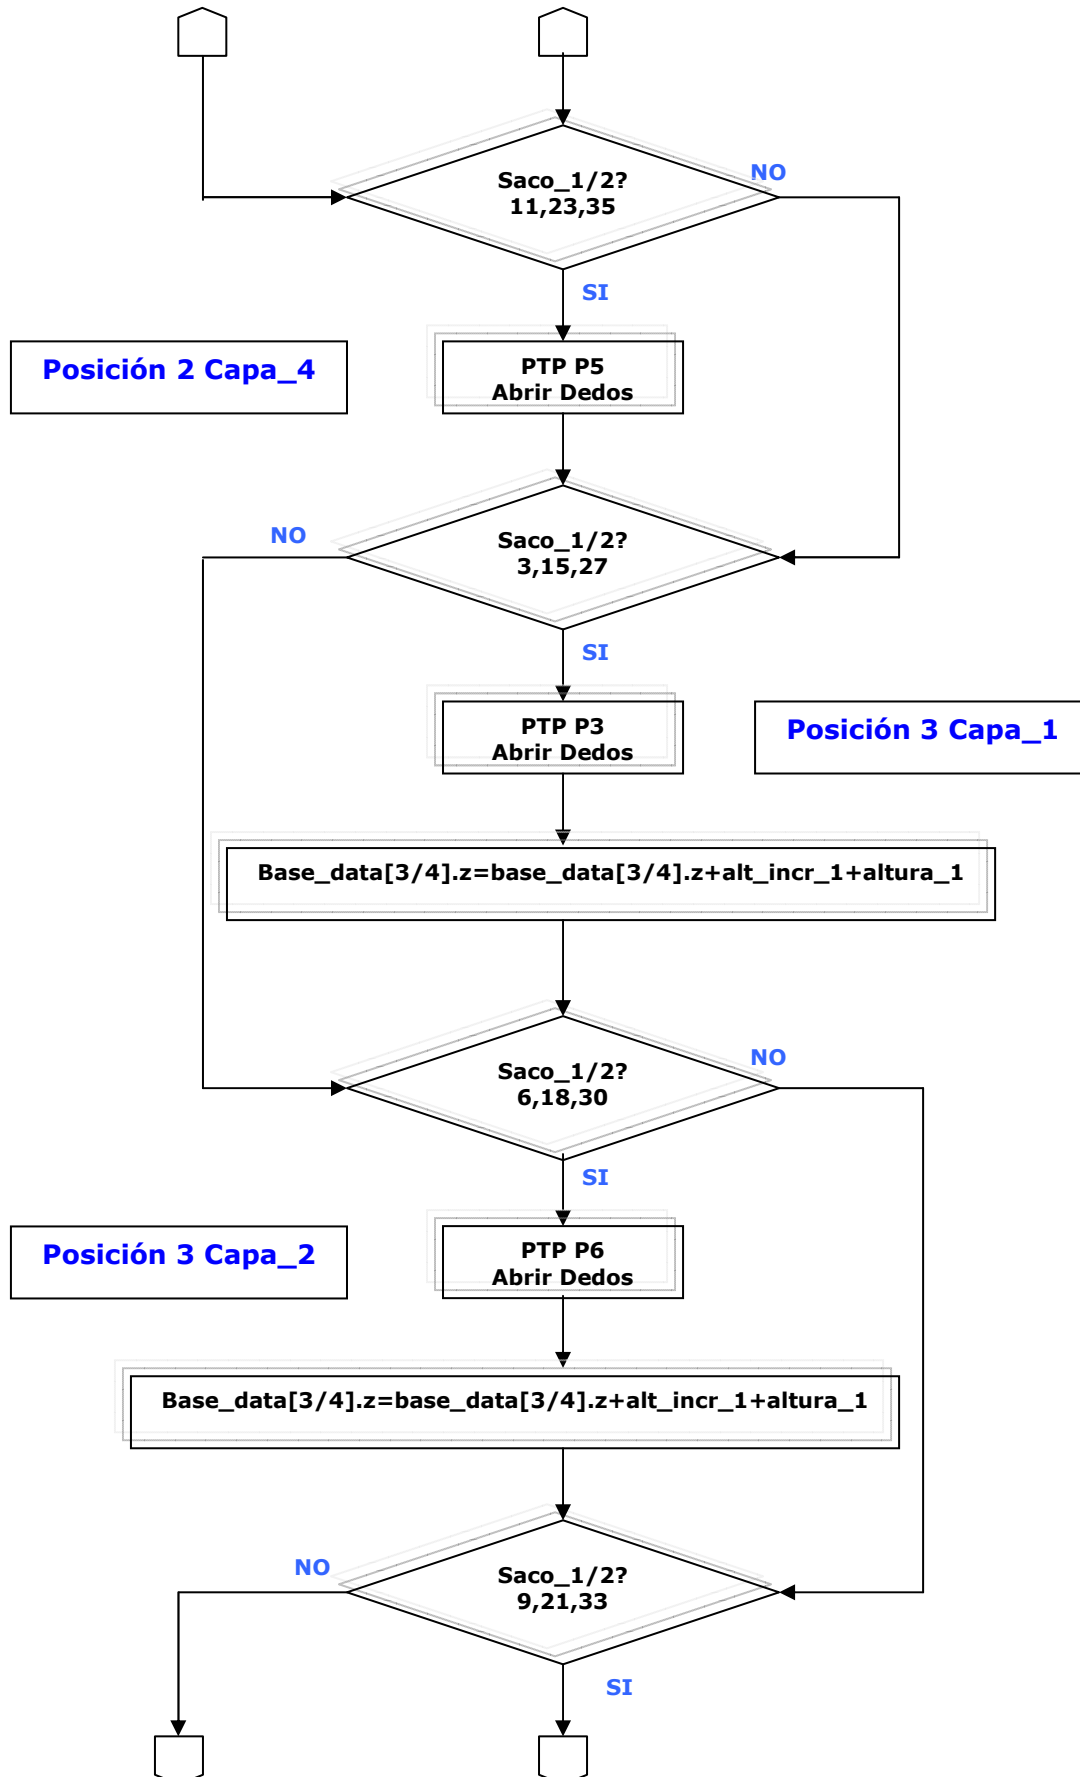 Saco_1/2?
11,23,35
NO
SI
Posición 2 Capa_4
PTP P5
Abrir Dedos
NO
Saco_1/2?
3,15,27
SI
PTP P3
Abrir Dedos
Posición 3 Capa_1
Base_data[3/4].z=base_data[3/4].z+alt_incr_1+altura_1
Saco_1/2?
6,18,30
NO
SI
Posición 3 Capa_2
PTP P6
Abrir Dedos
Base_data[3/4].z=base_data[3/4].z+alt_incr_1+altura_1
NO
Saco_1/2?
9,21,33
SI